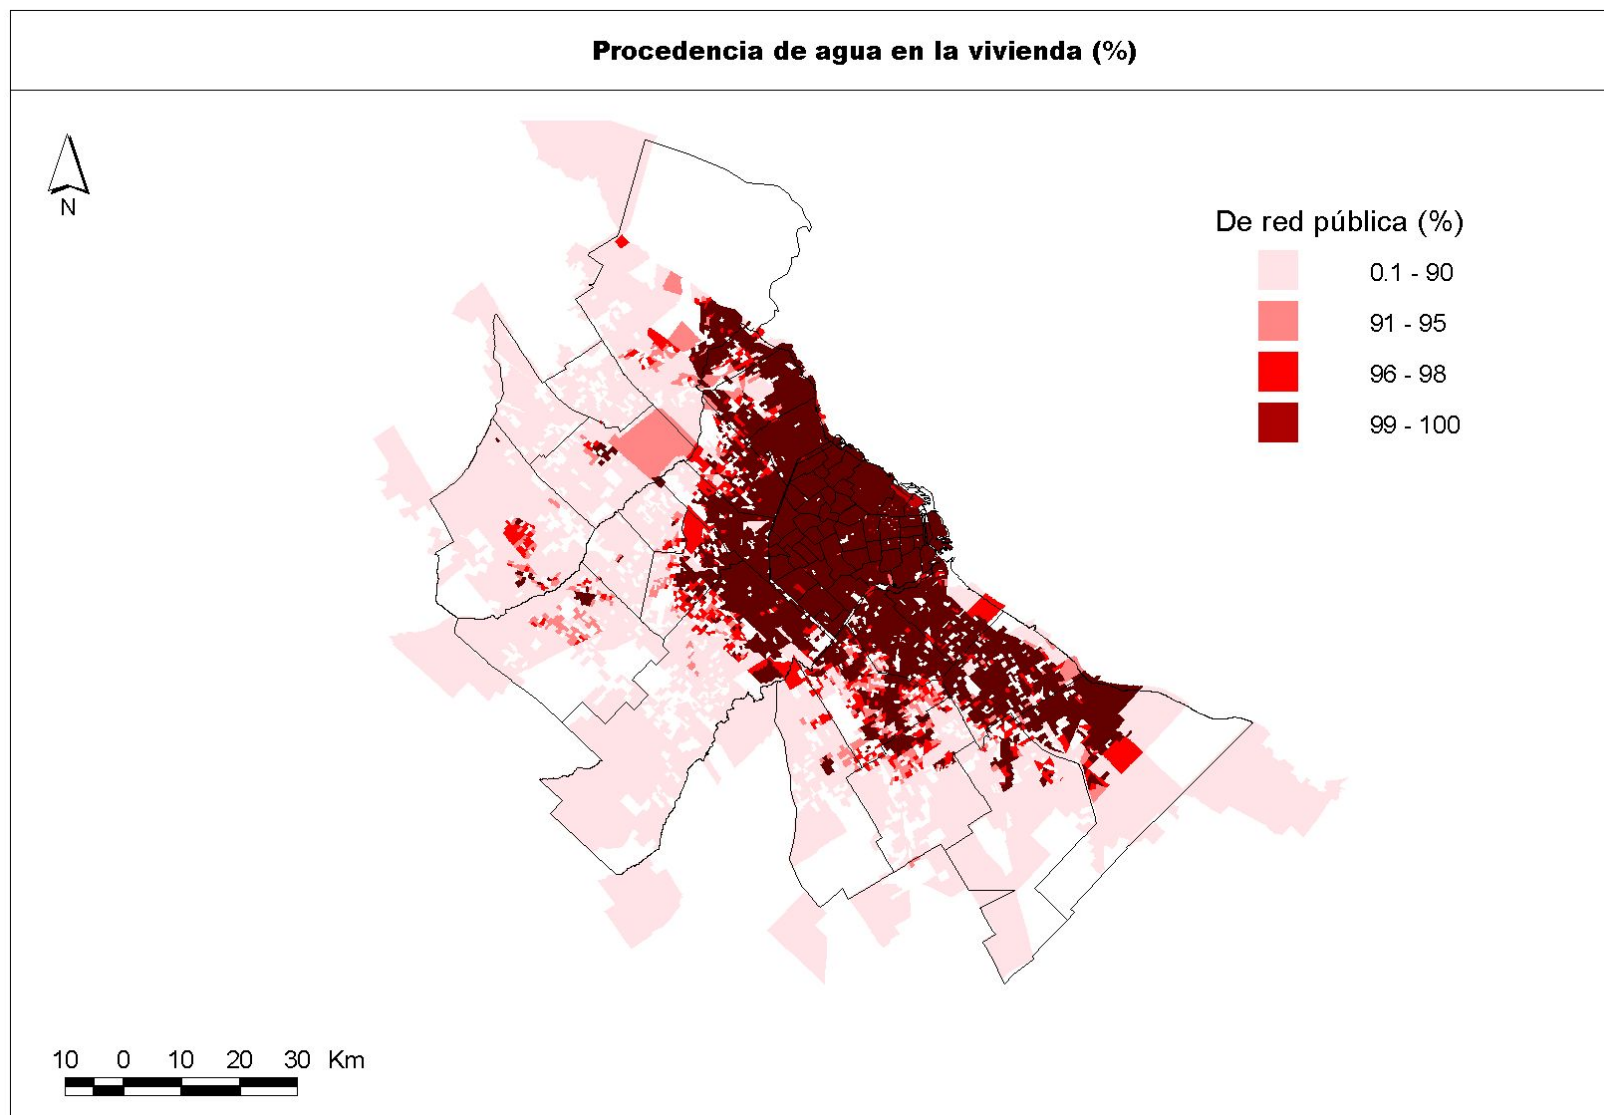 Procedencia de agua en la vivienda (%)
N
De red pública (%)
0.1 - 90
91 - 95
96 - 98
99 - 100
10 0 10 20 30 Km